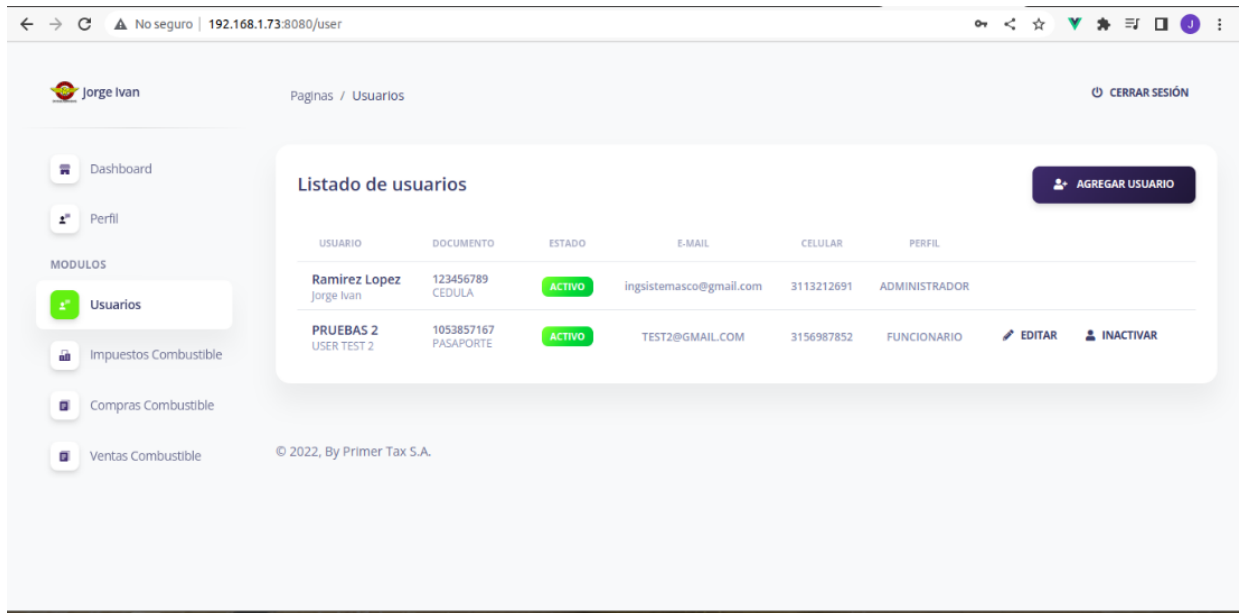 No seguro | 192.168.1.73:8080/user
J
Jorge Ivan
Paginas / Usuarios
CERRAR SESIÓN
Dashboard
Perfil
MODULOS
Usuarios
Impuestos Combustible
Compras Combustible
Ventas Combustible
Listado de usuarios
AGREGAR USUARIO
USUARIO DOCUMENTO ESTADO E-MAIL CELULAR PERFIL
Ramirez Lopez 123456789 ACTIVO ingsistemasco@gmail.com 3113212691 ADMINISTRADOR
Jorge Ivan CEDULA
PRUEBAS 2 1053857167 ACTIVO TEST2@GMAIL.COM 3156987852 FUNCIONARIO EDITAR INACTIVAR
USER TEST 2 PASAPORTE
© 2022, By Primer Tax S.A.